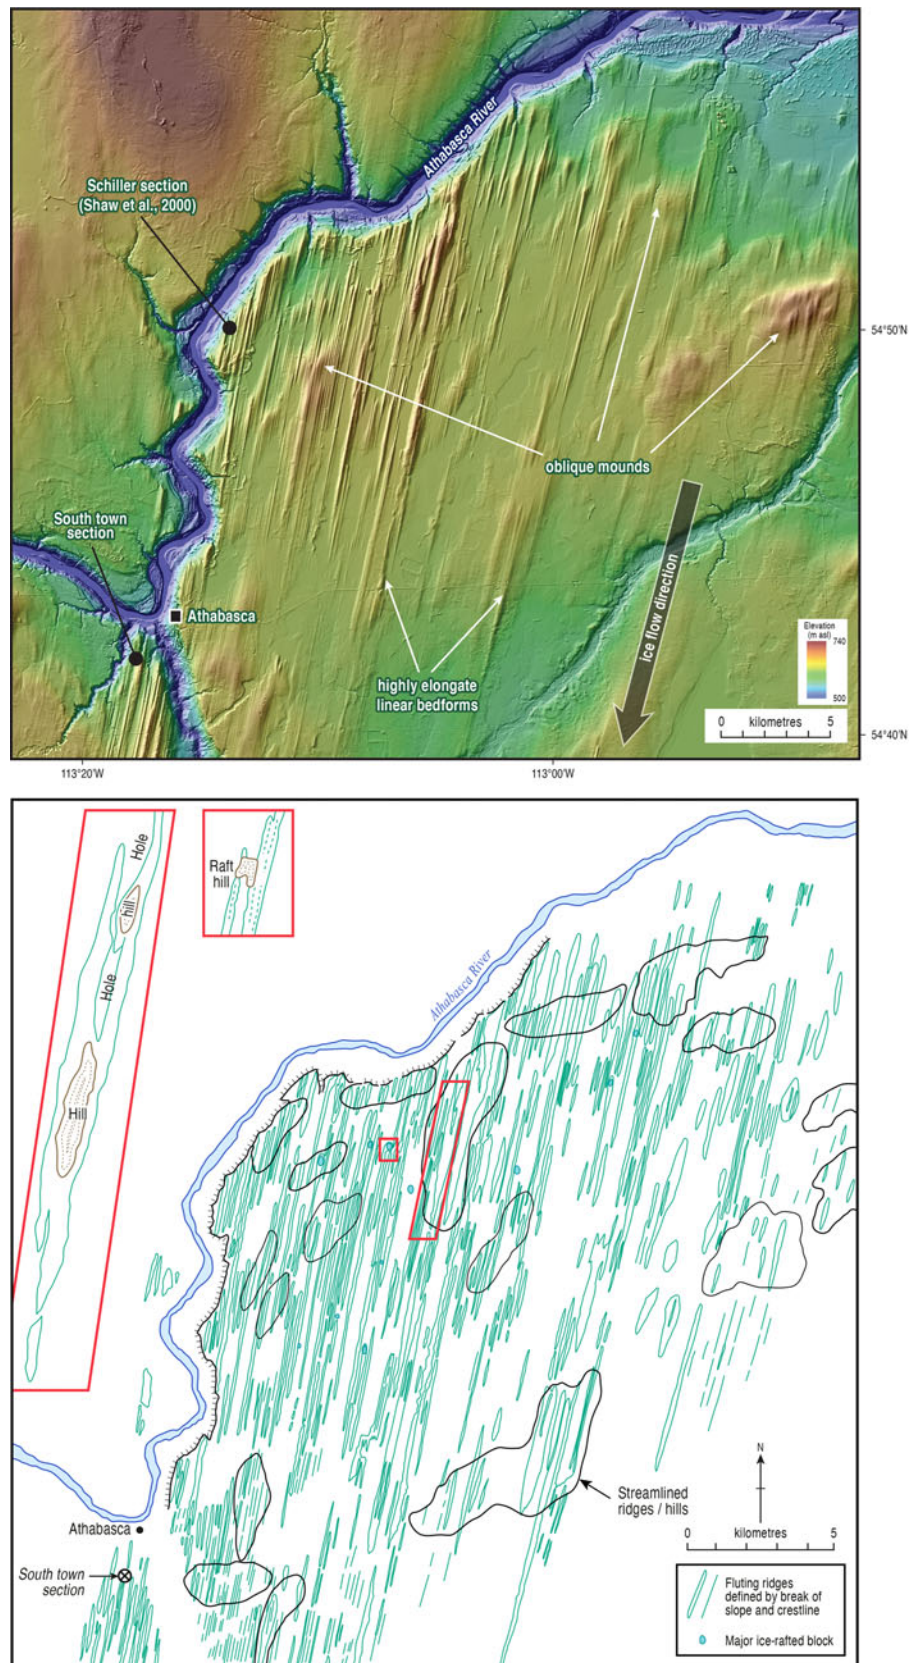 Athabasca River
Schiller section
(Shaw et al., 2000)
54°50'N
oblique mounds
South town
section
Athabasca
ice flow direction
highly elongate
linear bedforms
Elevation
(m asl)
740
500
0 kilometres 5
54°40'N
113°20'W
113°00'W
Hole
hill
Raft
hill
Hole
Athabasca River
Hill
N
Streamlined
ridges / hills
Athabasca
0 kilometres 5
South town
section
Fluting ridges
defined by break of
slope and crestline
Major ice-rafted block